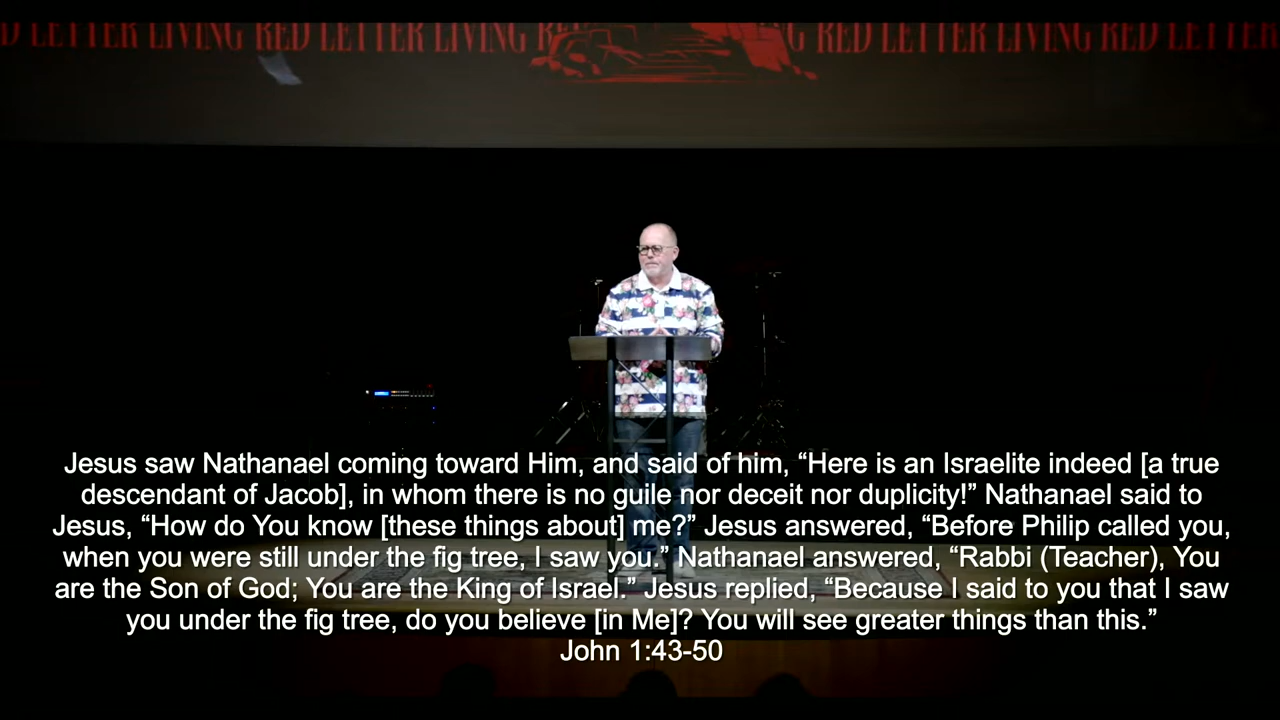 D LETTER LIVING RED LETTER LIVING RED LETTER LIVING RED LETTER
Jesus saw Nathanael coming toward Him, and said of him, “Here is an Israelite indeed [a true
descendant of Jacob], in whom there is no guile nor deceit nor duplicity!” Nathanael said to
Jesus, “How do You know [these things about] me?” Jesus answered, “Before Philip called you,
when you were still under the fig tree, I saw you.” Nathanael answered, “Rabbi (Teacher), You
are the Son of God; You are the King of Israel.” Jesus replied, “Because I said to you that I saw
you under the fig tree, do you believe [in Me]? You will see greater things than this.”
John 1:43-50